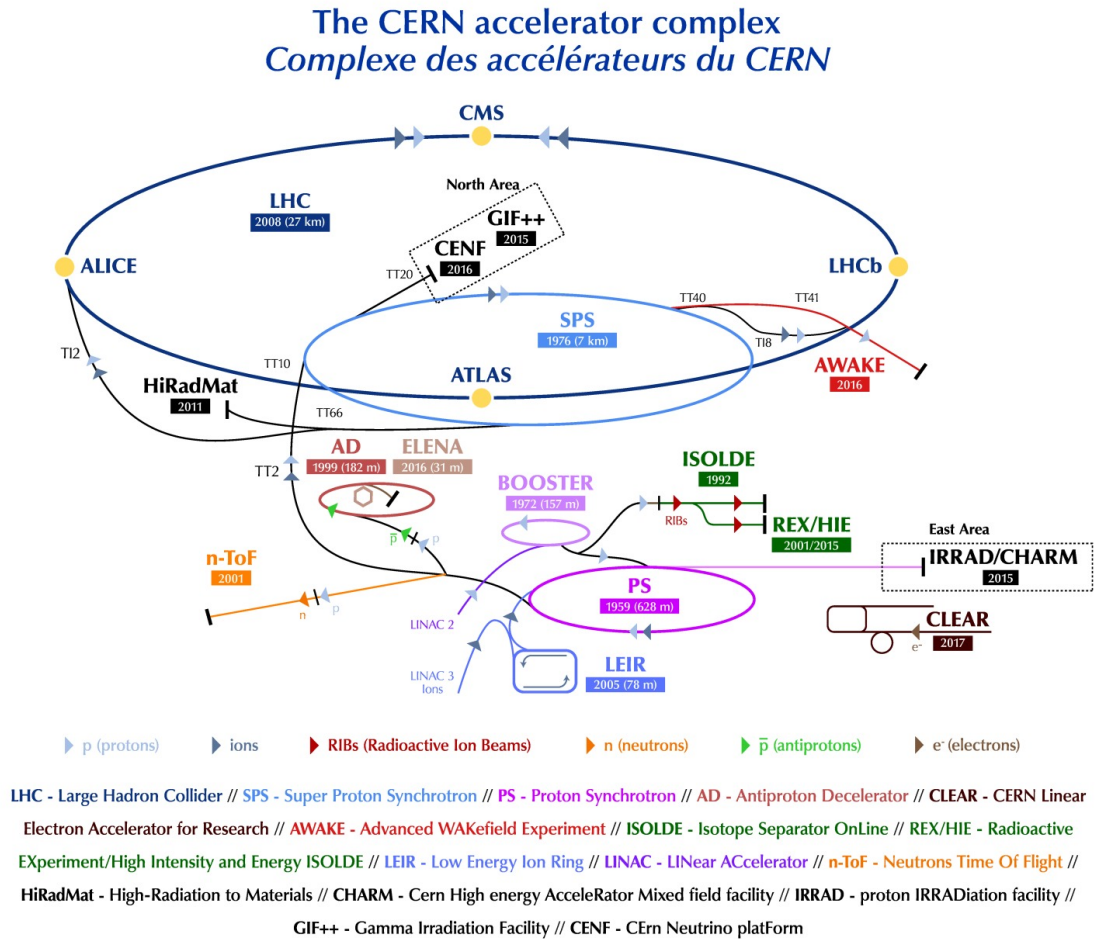 The CERN accelerator complex
Complexe des accélérateurs du CERN
CMS
North Area
LHC
2008 (27 km)
GIF++
2015
CENF
2016
TT20
ALICE
LHCb
TT40
TT41
SPS
1976 (7 km)
TI8
TI2
TT10
AWAKE
2016
HiRadMat
2011
ATLAS
TT66
TT2
AD
1999 (182 m)
ELENA
2016 (31 m)
ISOLDE
1992
BOOSTER
1972 (157 m)
RIBs
REX/HIE
2001/2015
p̅
p
East Area
IRRAD/CHARM
2015
n-ToF
2001
n
p
PS
1959 (628 m)
LINAC 2
CLEAR
2017
e-
LINAC 3
Ions
LEIR
2005 (78 m)
p (protons)
ions
RIBs (Radioactive Ion Beams)
n (neutrons)
p̅ (antiprotons)
e- (electrons)
LHC - Large Hadron Collider // SPS - Super Proton Synchrotron // PS - Proton Synchrotron // AD - Antiproton Decelerator // CLEAR - CERN Linear
Electron Accelerator for Research // AWAKE - Advanced WAKefield Experiment // ISOLDE - Isotope Separator OnLine // REX/HIE - Radioactive
EXperiment/High Intensity and Energy ISOLDE // LEIR - Low Energy Ion Ring // LINAC - LINear ACcelerator // n-ToF - Neutrons Time Of Flight //
HiRadMat - High-Radiation to Materials // CHARM - Cern High energy AcceleRator Mixed field facility // IRRAD - proton IRRADiation facility //
GIF++ - Gamma Irradiation Facility // CENF - CErn Neutrino platForm